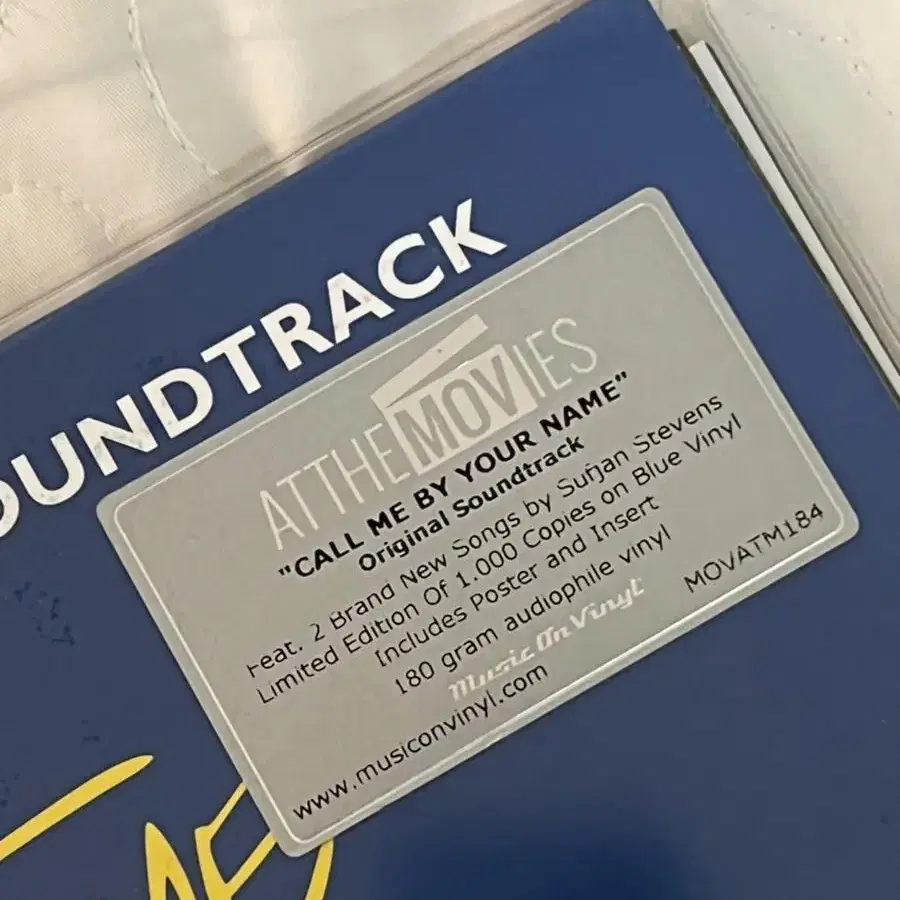 OUNDTRACK
ATTHEMOVIES
"CALL ME BY YOUR NAME"
Original Soundtrack
Feat. 2 Brand New Songs by Sufjan Stevens
Limited Edition Of 1.000 Copies on Blue Vinyl
Includes Poster and Insert
180 gram audiophile vinyl
Music On Vinyl
MOVATM184
www.musiconvinyl.com